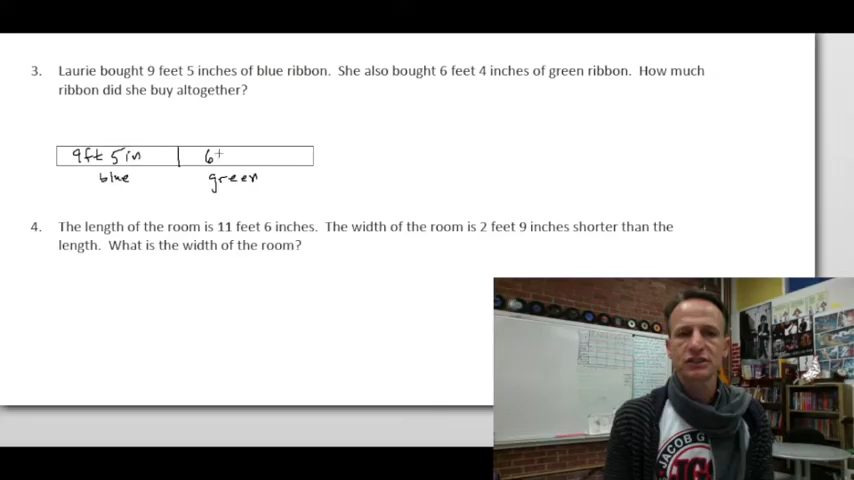 3. Laurie bought 9 feet 5 inches of blue ribbon. She also bought 6 feet 4 inches of green ribbon. How much
ribbon did she buy altogether?
9ft 5in 6
blue green
4. The length of the room is 11 feet 6 inches. The width of the room is 2 feet 9 inches shorter than the
length. What is the width of the room?
JACOB G
JGS